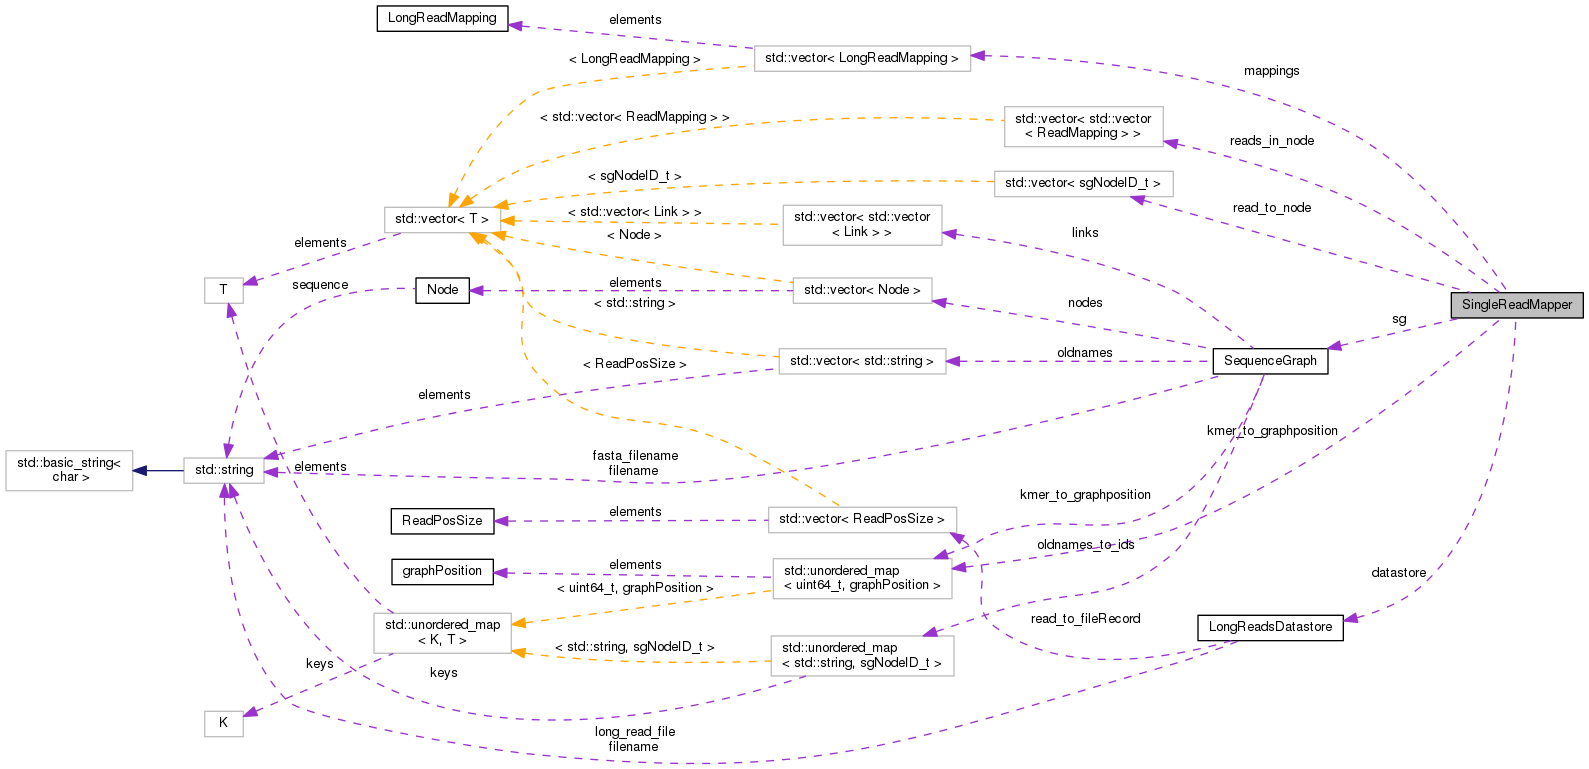 LongReadMapping
elements
std::vector< LongReadMapping >
< LongReadMapping >
mappings
std::vector< std::vector
< ReadMapping > >
< std::vector< ReadMapping > >
reads_in_node
< sgNodeID_t >
std::vector< sgNodeID_t >
read_to_node
std::vector< T >
< std::vector< Link > >
std::vector< std::vector
< Link > >
links
elements
< Node >
T
sequence
Node
elements
std::vector< Node >
nodes
SingleReadMapper
< std::string >
sg
< ReadPosSize >
std::vector< std::string >
oldnames
SequenceGraph
elements
kmer_to_graphposition
std::basic_string<
char >
std::string
elements
fasta_filename
filename
kmer_to_graphposition
ReadPosSize
elements
std::vector< ReadPosSize >
oldnames_to_ids
graphPosition
elements
std::unordered_map
< uint64_t, graphPosition >
datastore
< uint64_t, graphPosition >
std::unordered_map
< K, T >
read_to_fileRecord
LongReadsDatastore
< std::string, sgNodeID_t >
std::unordered_map
< std::string, sgNodeID_t >
keys
keys
K
long_read_file
filename